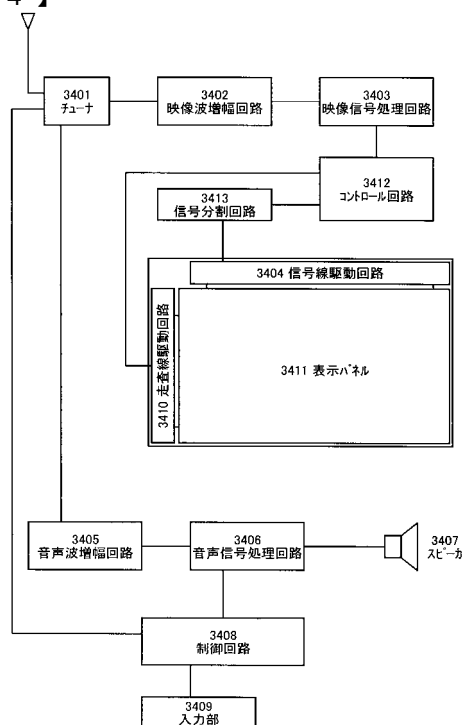 4 】
3401
チューナ
3402
映像波増幅回路
3403
映像信号処理回路
3412
コントロール回路
3413
信号分割回路
3404 信号線駆動回路
3410 走査線駆動回路
3411 表示パネル
3405
音声波増幅回路
3406
音声信号処理回路
3407
スピーカ
3408
制御回路
3409
入力部